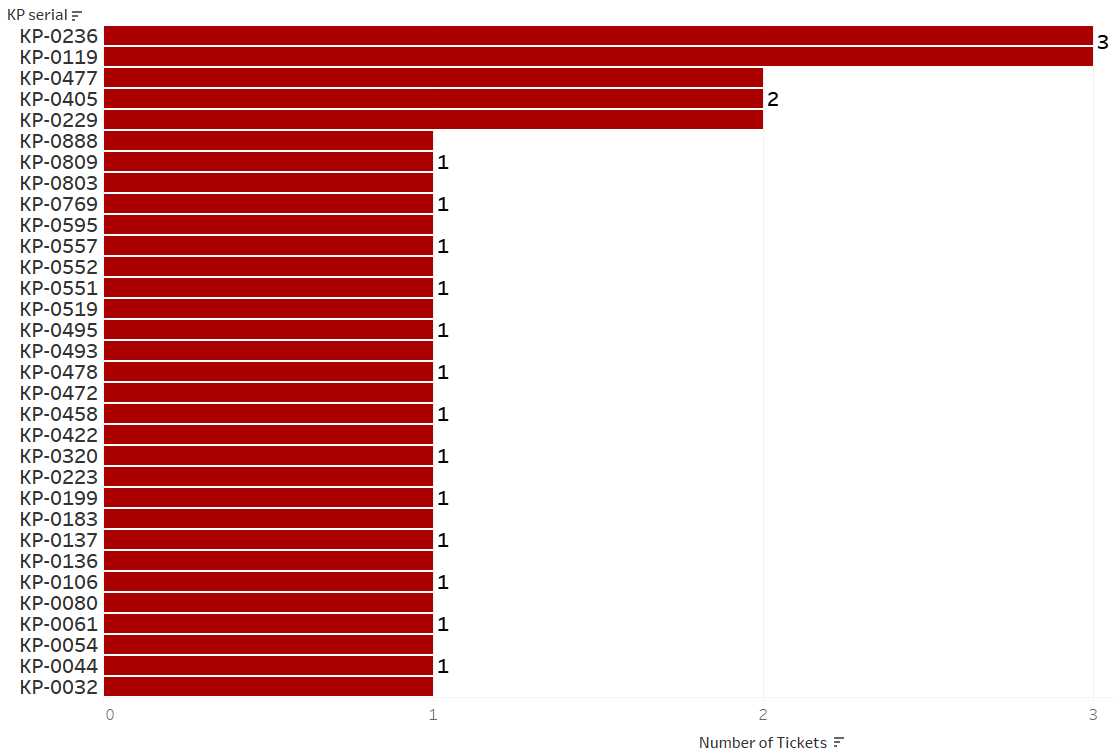 KP serial
KP-0236
3
KP-0119
KP-0477
KP-0405 2
KP-0229
KP-0888
KP-0809 1
KP-0803
KP-0769 1
KP-0595
KP-0557 1
KP-0552
KP-0551 1
KP-0519
KP-0495 1
KP-0493
KP-0478 1
KP-0472
KP-0458 1
KP-0422
KP-0320 1
KP-0223
KP-0199 1
KP-0183
KP-0137 1
KP-0136
KP-0106 1
KP-0080
KP-0061 1
KP-0054
KP-0044 1
KP-0032
0 1 2 3
Number of Tickets